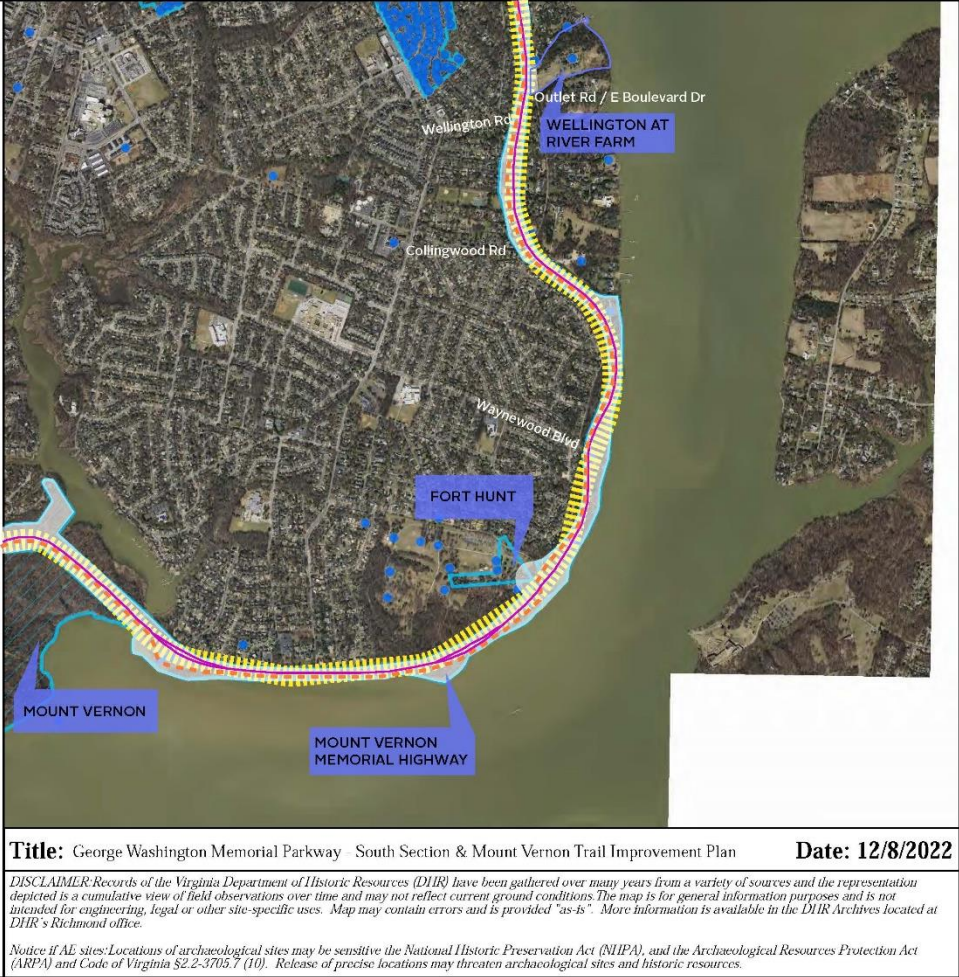 Outlet Rd / E Boulevard Dr
Wellington Rd
WELLINGTON AT
RIVER FARM
Collingwood Rd
Waynewood Blvd
FORT HUNT
MOUNT VERNON
MOUNT VERNON
MEMORIAL HIGHWAY
Title: George Washington Memorial Parkway - South Section & Mount Vernon Trail Improvement Plan Date: 12/8/2022
DISCLAIMER:Records of the Virginia Department of Historic Resources (DHR) have been gathered over many years from a variety of sources and the representation
depicted is a cumulative view of field observations over time and may not reflect current ground conditions.The map is for general information purposes and is not
intended for engineering, legal or other site-specific uses. Map may contain errors and is provided "as-is". More information is available in the DHR Archives located at
DHR's Richmond office.
Notice if AE sites:Locations of archaeological sites may be sensitive the National Historic Preservation Act (NHPA), and the Archaeological Resources Protection Act
(ARPA) and Code of Virginia §2.2-3705.7 (10). Release of precise locations may threaten archaeological sites and historic resources.